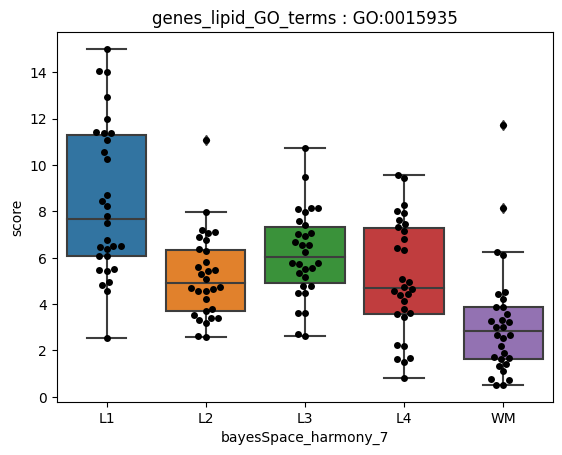 genes_lipid_GO_terms : GO:0015935
score
14
12
10
8
6
4
2
0
L1 L2 L3 L4 WM
bayesSpace_harmony_7